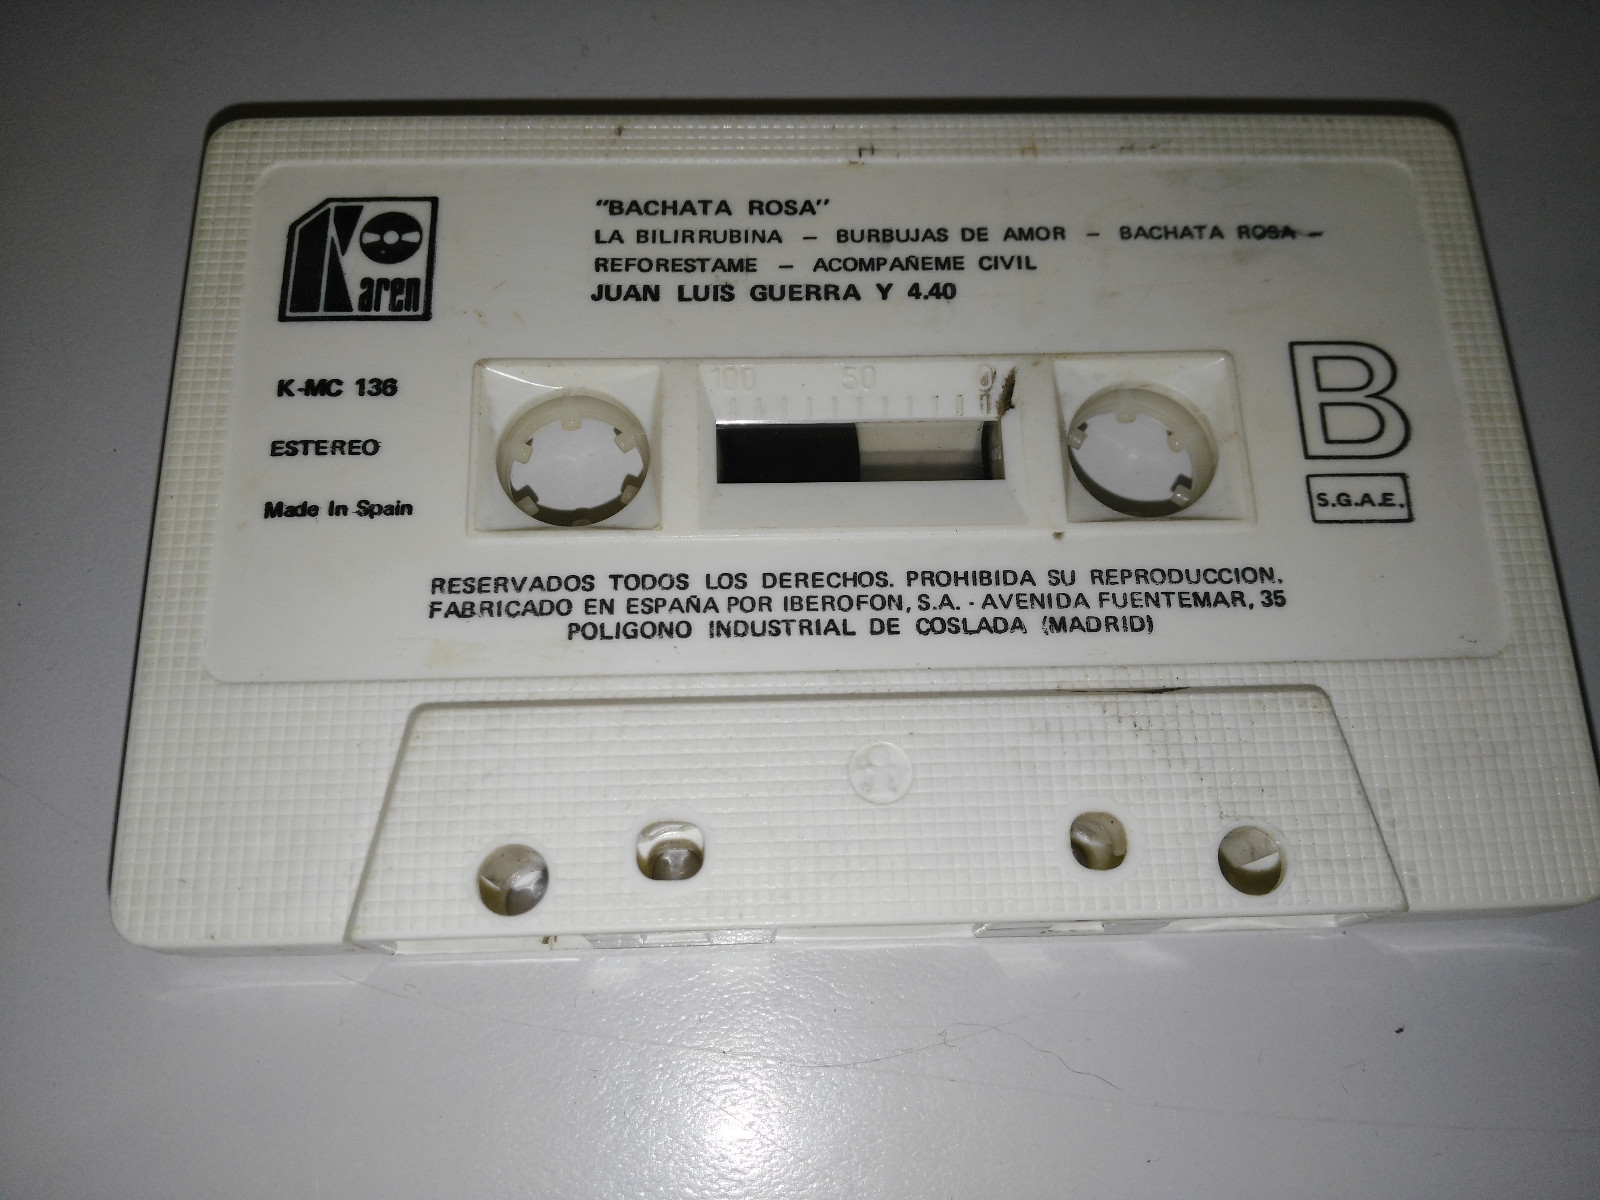 Karen
"BACHATA ROSA"
LA BILIRRUBINA – BURBUJAS DE AMOR – BACHATA ROSA –
REFORESTAME – ACOMPAÑEME CIVIL
JUAN LUIS GUERRA Y 4.40
K-MC 136
ESTEREO
Made In Spain
100 50 0
B
S.G.A.E.
RESERVADOS TODOS LOS DERECHOS. PROHIBIDA SU REPRODUCCION.
FABRICADO EN ESPAÑA POR IBEROFON, S.A. - AVENIDA FUENTEMAR, 35
POLIGONO INDUSTRIAL DE COSLADA (MADRID)